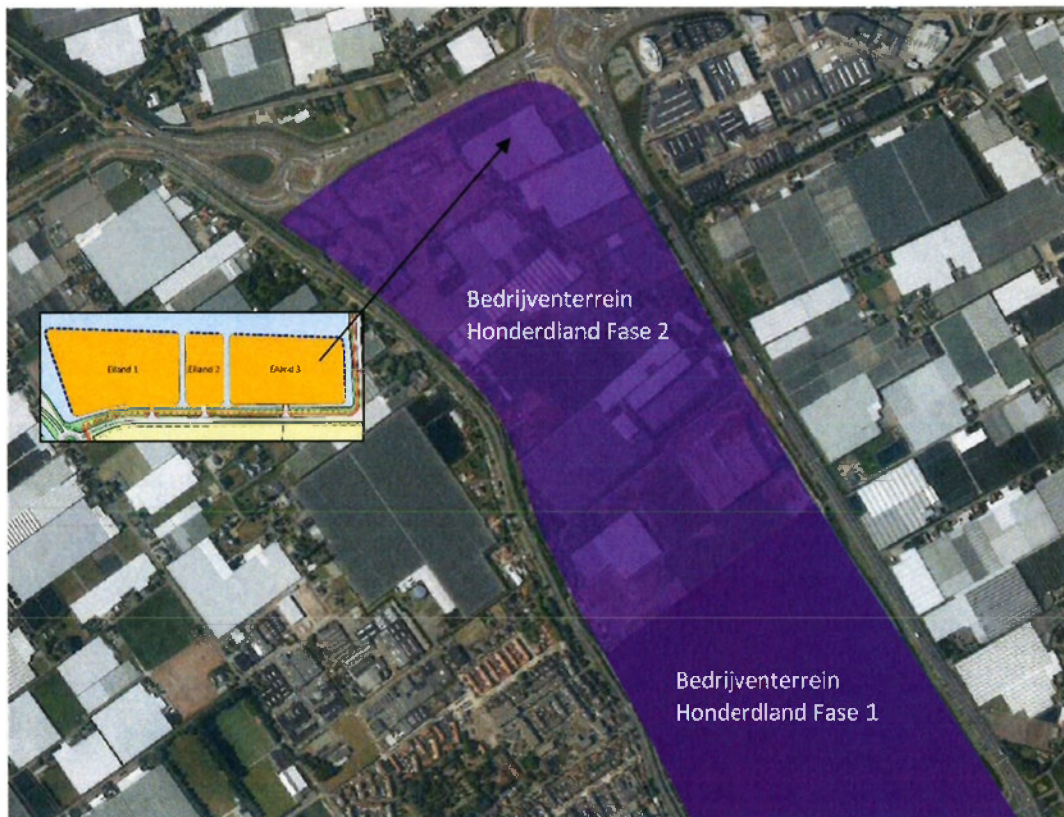 Bedrijventerrein
Honderdland Fase 2
Eiland 1
Eiland 2
Eiland 3
Bedrijventerrein
Honderdland Fase 1